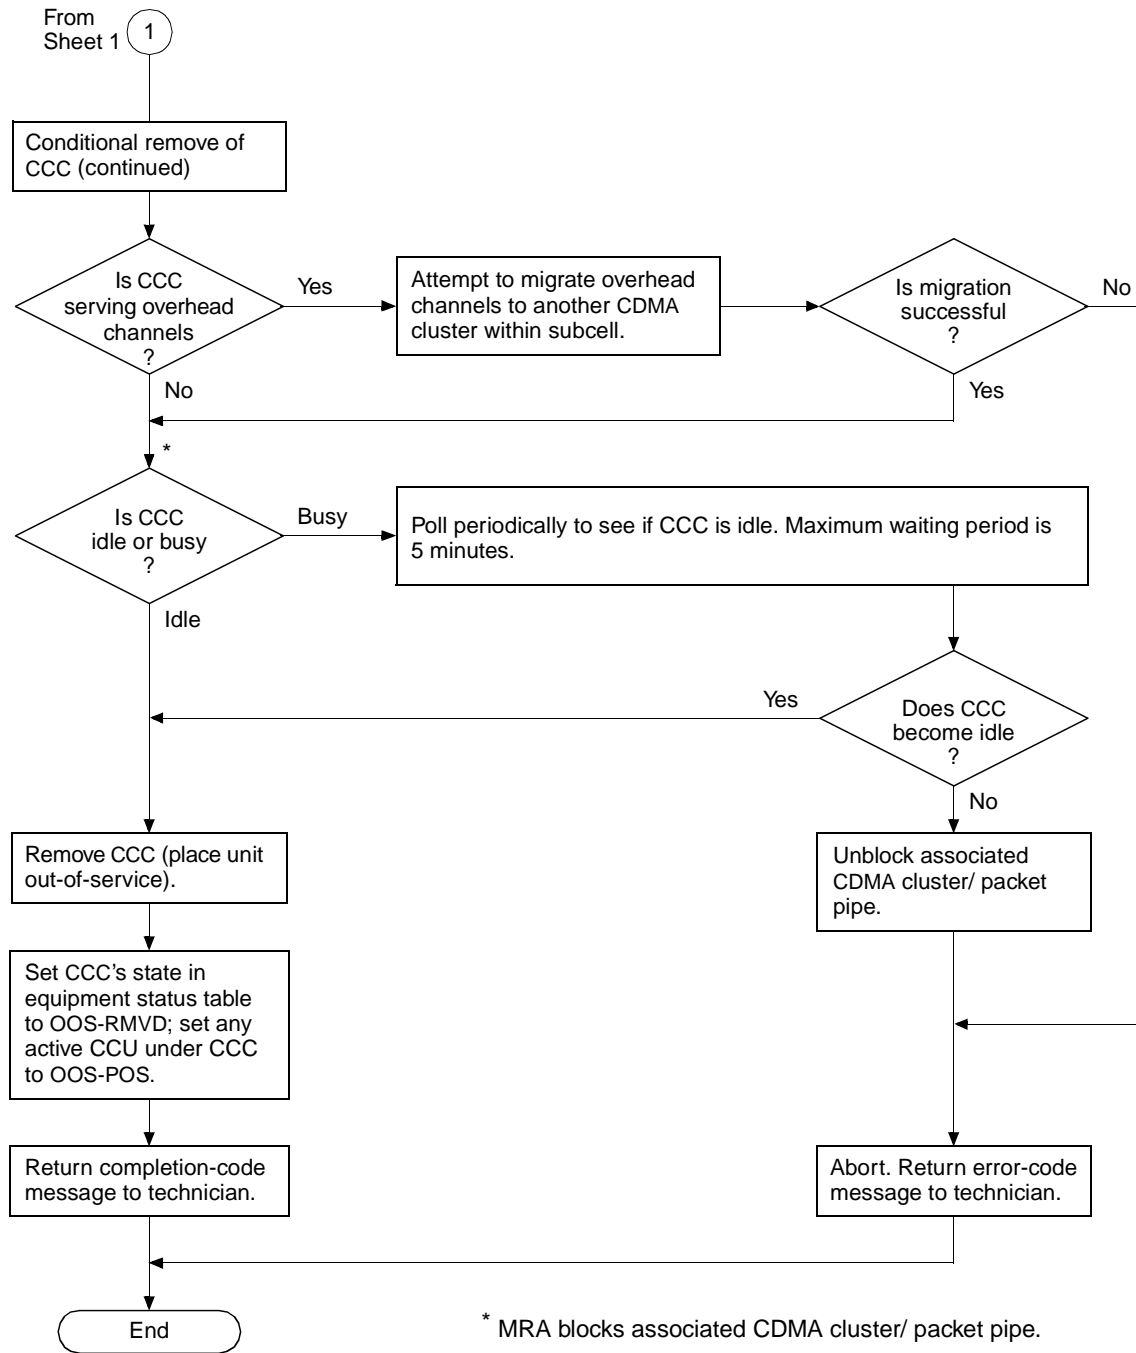 From
Sheet 1
1
Conditional remove of
CCC (continued)
Is CCC
serving overhead
channels
?
Yes
Attempt to migrate overhead
channels to another CDMA
cluster within subcell.
Is migration
successful
?
No
No
Yes
*
Is CCC
idle or busy
?
Busy
Poll periodically to see if CCC is idle. Maximum waiting period is
5 minutes.
Idle
Yes
Does CCC
become idle
?
No
Remove CCC (place unit
out-of-service).
Unblock associated
CDMA cluster/ packet
pipe.
Set CCC's state in
equipment status table
to OOS-RMVD; set any
active CCU under CCC
to OOS-POS.
Return completion-code
message to technician.
Abort. Return error-code
message to technician.
End
* MRA blocks associated CDMA cluster/ packet pipe.